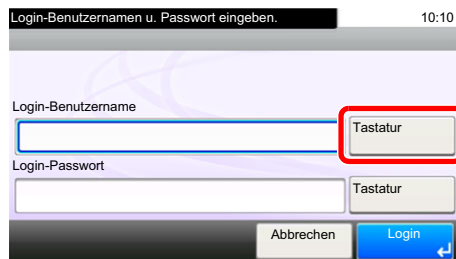 Login-Benutzernamen u. Passwort eingeben. 10:10
Login-Benutzername
Tastatur
Login-Passwort
Tastatur
Abbrechen Login